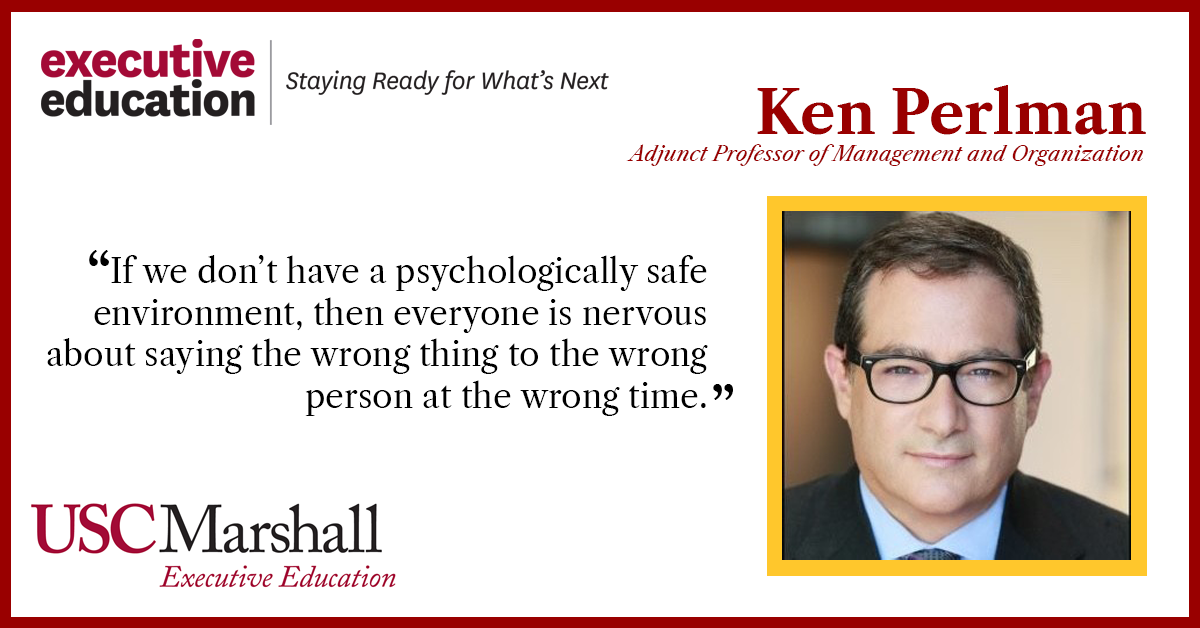 executive
education
Staying Ready for What's Next
Ken Perlman
Adjunct Professor of Management and Organization
“If we don’t have a psychologically safe
environment, then everyone is nervous
about saying the wrong thing to the wrong
person at the wrong time.”
USC Marshall
Executive Education